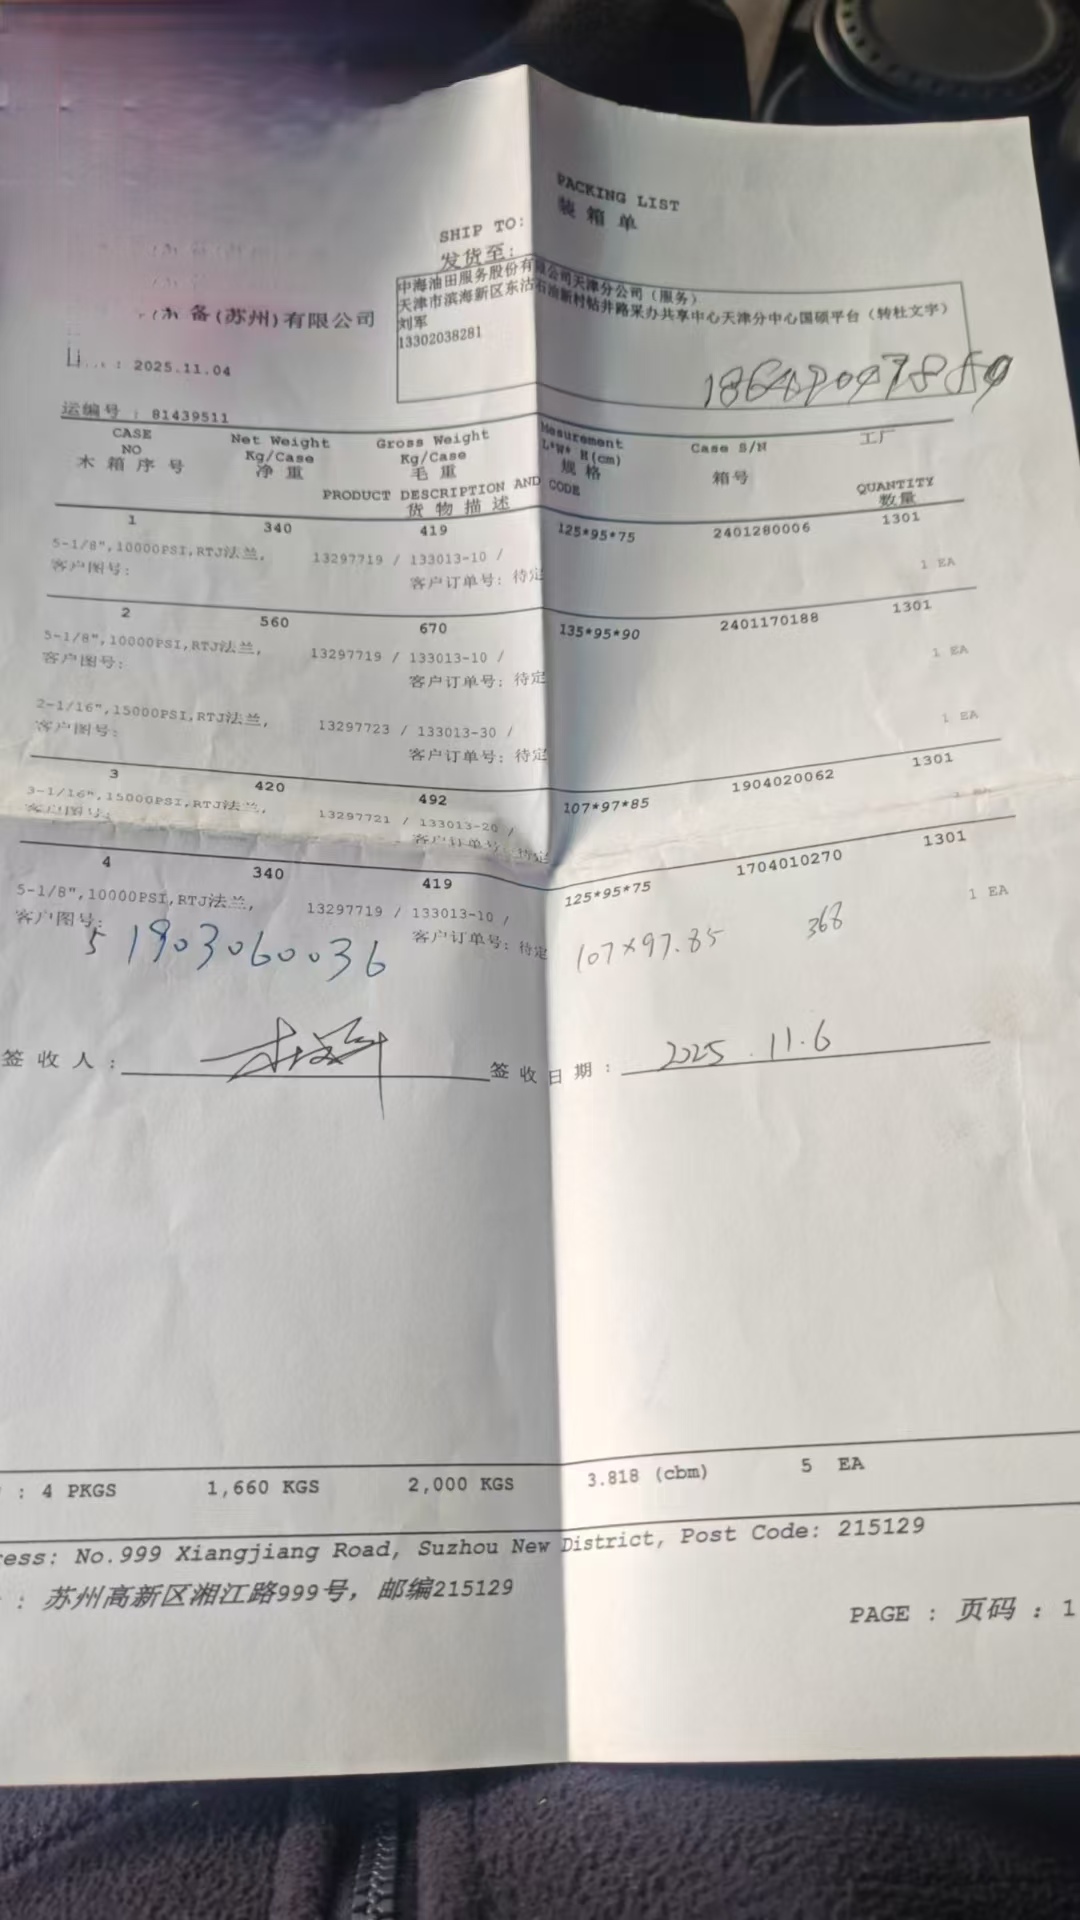 PACKING LIST
装箱单
SHIP TO:
发货至:
中海油田服务股份有限公司天津分公司(服务)
天津市滨海新区东沽石油新村钻井路采办共享中心天津分中心国硕平台(转杜文字)
刘军
13302038281
备(苏州)有限公司
: 2025.11.04
运编号 : 81439511
CASE NO Net Weight Kg/Case Gross Weight Kg/Case Mesurement L*W* H(cm) Case S/N 工厂
木箱序号 净重 毛重 规格 箱号
PRODUCT DESCRIPTION AND CODE QUANTITY
货物描述 数量
1 340 419 125*95*75 2401280006 1301
5-1/8",10000PSI,RTJ法兰, 13297719 / 133013-10 / 1 EA
客户图号: 客户订单号: 待定
2 560 670 135*95*90 2401170188 1301
5-1/8",10000PSI,RTJ法兰, 13297719 / 133013-10 / 1 EA
客户图号: 客户订单号: 待定
2-1/16",15000PSI,RTJ法兰, 13297723 / 133013-30 / 1 EA
客户图号: 客户订单号: 待定
3 420 492 107*97*85 1904020062 1301
3-1/16",15000PSI,RTJ法兰, 13297721 / 133013-20 /
客户图号: 客户订单号: 待定
4 340 419 125*95*75 1704010270 1301
5-1/8",10000PSI,RTJ法兰, 13297719 / 133013-10 / 1 EA
客户图号: 客户订单号: 待定
5 1903060036 107×97.85 368
签收人: 签收日期: 2025.11.6
: 4 PKGS 1,660 KGS 2,000 KGS 3.818 (cbm) 5 EA
ess: No.999 Xiangjiang Road, Suzhou New District, Post Code: 215129
: 苏州高新区湘江路999号, 邮编215129
PAGE : 页码 : 1